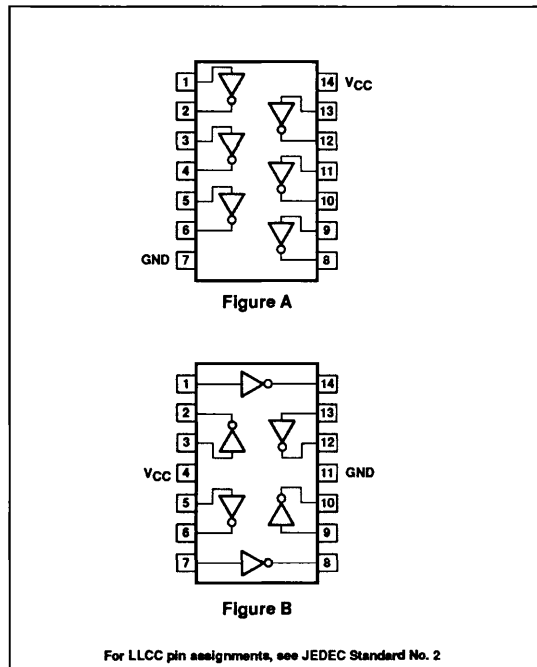 1 14 VCC
2 13
3 12
4 11
5 10
6 9
GND 7 8
Figure A
1 14
2 13
3 12
VCC 4 11 GND
5 10
6 9
7 8
Figure B
For LLCC pin assignments, see JEDEC Standard No. 2